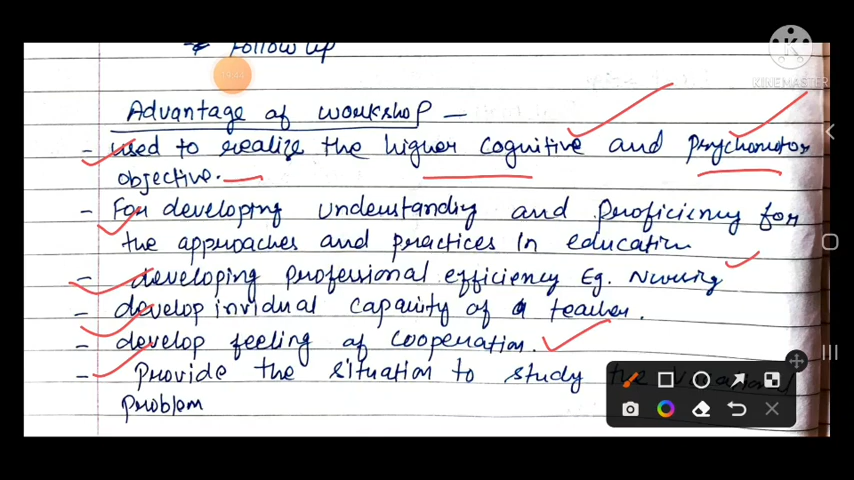 * Follow up
KINEMASTER
Advantage of workshop -
- used to realize the higher cognitive and psychomotor
objective.
- For developing understanding and proficiency for
the approaches and practices in education
- developing professional efficiency Eg. Nursing
- develop invidual capacity of a teacher.
- develop feeling of cooperation.
- Provide the situation to study the Vocational
problem